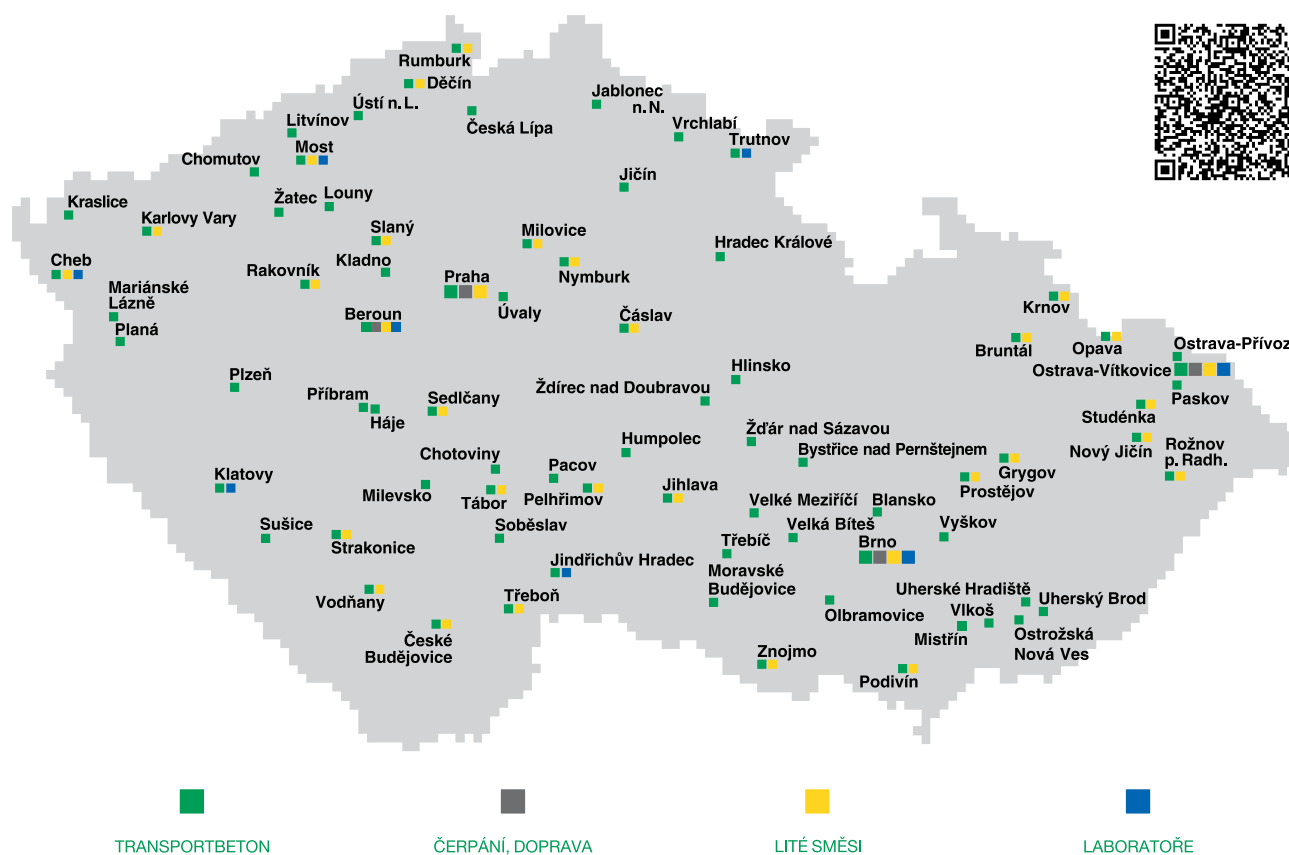 Rumburk
Děčín
Ústí n. L.
Česká Lípa
Jablonec
n. N.
Litvínov
Vrchlabí
Most
Trutnov
Chomutov
Jičín
Žatec
Louny
Kraslice
Karlovy Vary
Slaný
Milovice
Hradec Králové
Cheb
Rakovník
Kladno
Praha
Nymburk
Mariánské
Lázně
Úvaly
Krnov
Beroun
Čáslav
Planá
Bruntál
Opava
Ostrava-Přívoz
Ostrava-Vítkovice
Plzeň
Hlinsko
Ždírec nad Doubravou
Paskov
Příbram
Háje
Sedlčany
Studénka
Žďár nad Sázavou
Humpolec
Bystřice nad Pernštejnem
Nový Jičín
Rožnov
p. Radh.
Chotoviny
Klatovy
Pacov
Grygov
Milevsko
Tábor
Pelhřimov
Jihlava
Prostějov
Velké Meziříčí
Blansko
Sušice
Soběslav
Velká Bíteš
Vyškov
Strakonice
Třebíč
Brno
Jindřichův Hradec
Moravské
Budějovice
Uherské Hradiště
Vodňany
Třeboň
Olbramovice
Vlkoš
Uherský Brod
Mistřín
Ostrožská
Nová Ves
České
Budějovice
Znojmo
Podivín
TRANSPORTBETON
ČERPÁNÍ, DOPRAVA
LITÉ SMĚSI
LABORATOŘE